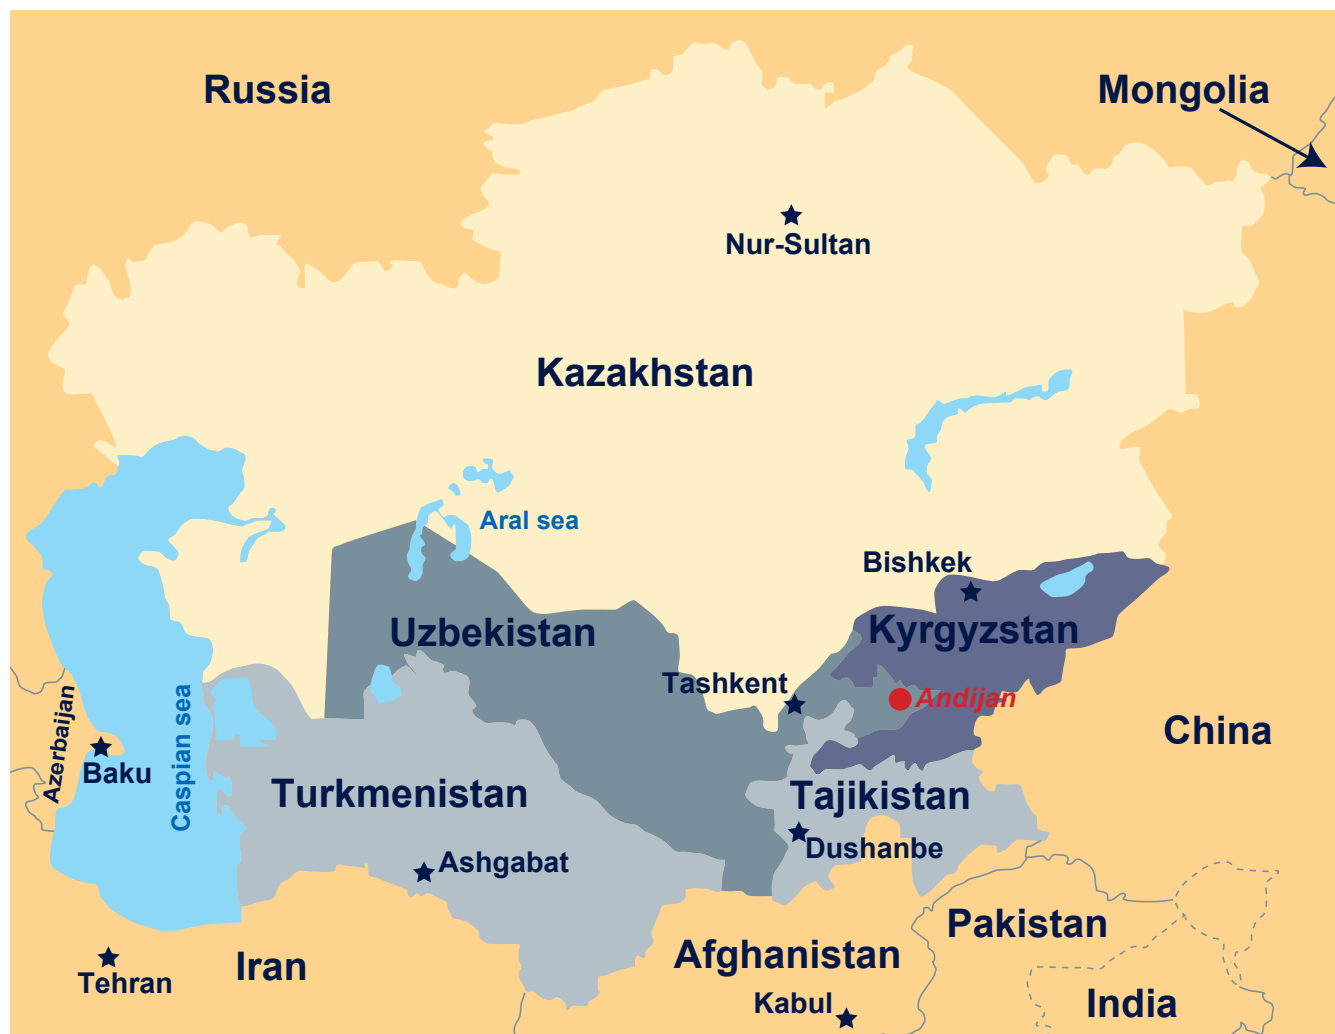 Russia
Mongolia
Nur-Sultan
Kazakhstan
Aral sea
Bishkek
Uzbekistan
Kyrgyzstan
Tashkent
Andijan
Azerbaijan
Caspian sea
China
Baku
Turkmenistan
Tajikistan
Dushanbe
Ashgabat
Pakistan
Afghanistan
Iran
Tehran
Kabul
India